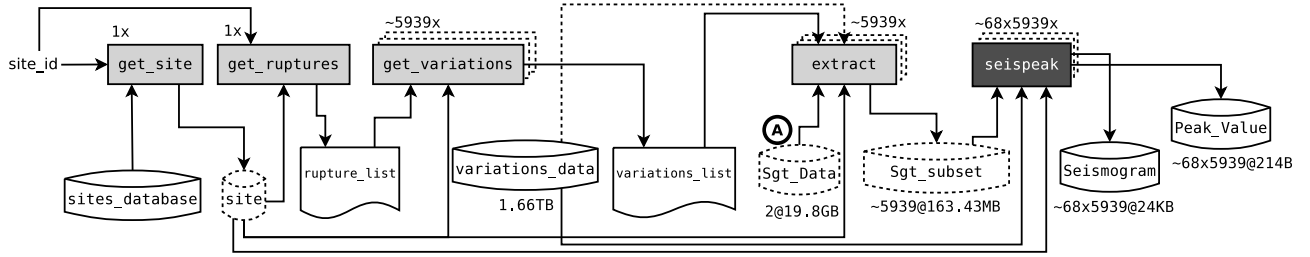 1x
1x
~5939x
~5939x
~68x5939x
site_id
get_site
get_ruptures
get_variations
extract
seispeak
A
Peak_Value
~68x5939@214B
sites_database
site
rupture_list
variations_data
1.66TB
variations_list
Sgt_Data
2@19.8GB
Sgt_subset
~5939@163.43MB
Seismogram
~68x5939@24KB